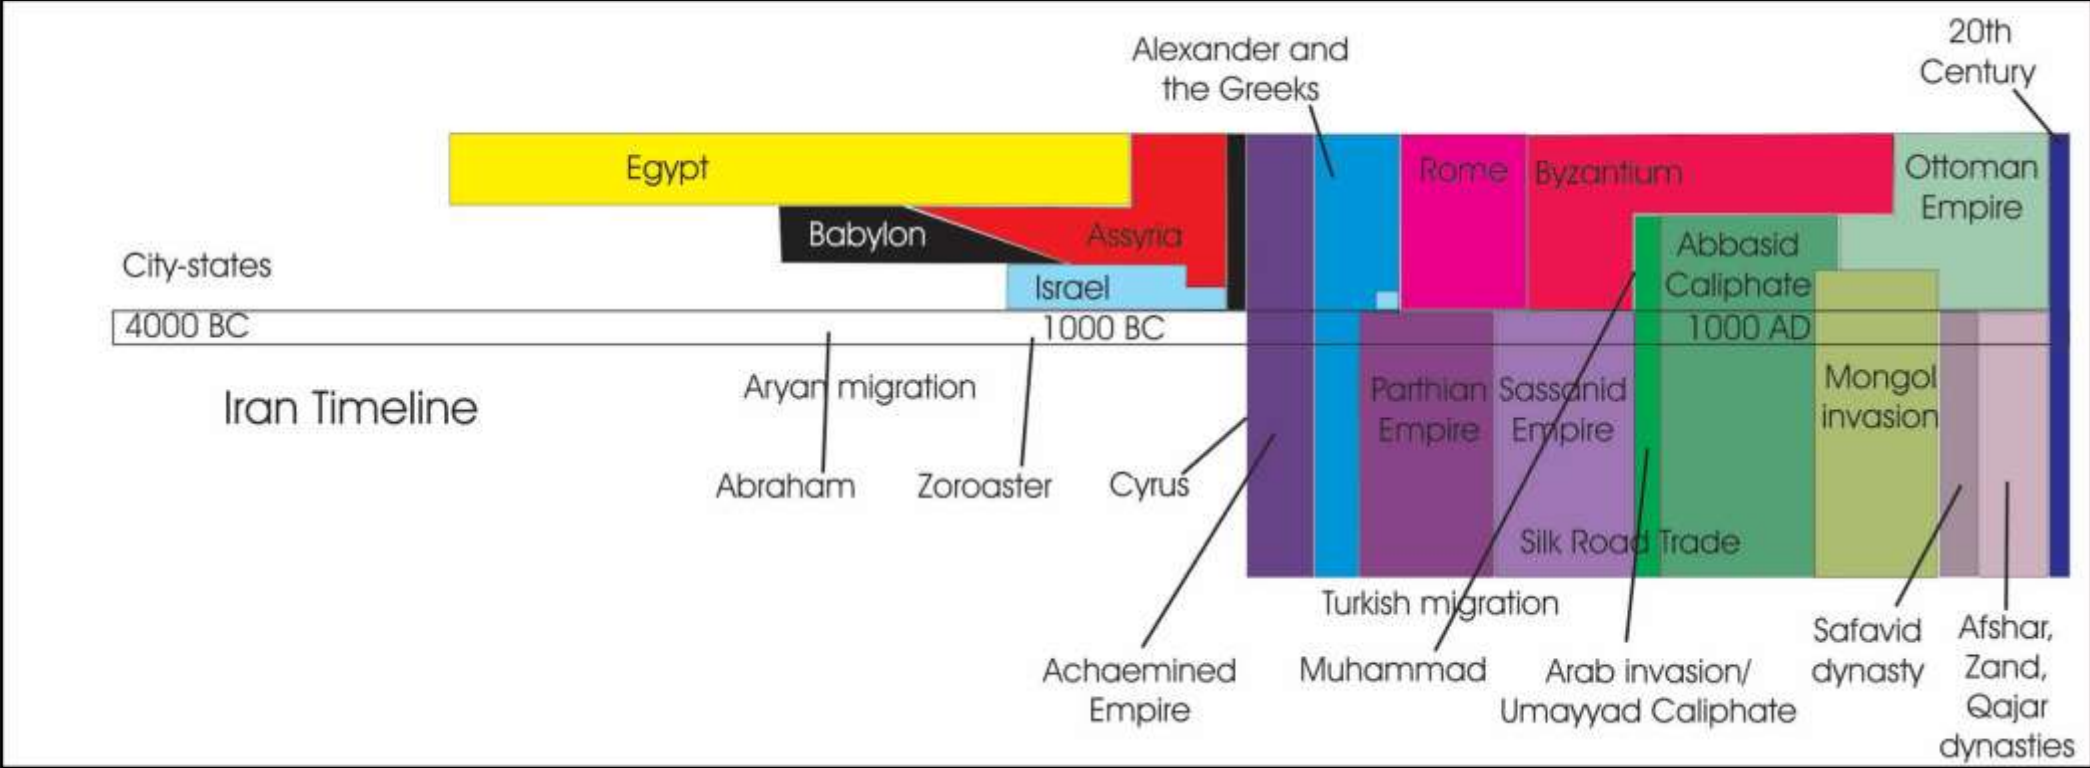 20th
Century
Alexander and
the Greeks
Egypt
Rome
Byzantium
Ottoman
Empire
Babylon
Assyria
Abbasid
Caliphate
City-states
Israel
4000 BC
1000 BC
1000 AD
Iran Timeline
Aryan migration
Parthian
Empire
Sassanid
Empire
Mongol
invasion
Abraham
Zoroaster
Cyrus
Silk Road Trade
Turkish migration
Achaemined
Empire
Muhammad
Arab invasion/
Umayyad Caliphate
Safavid
dynasty
Afshar,
Zand,
Qajar
dynasties